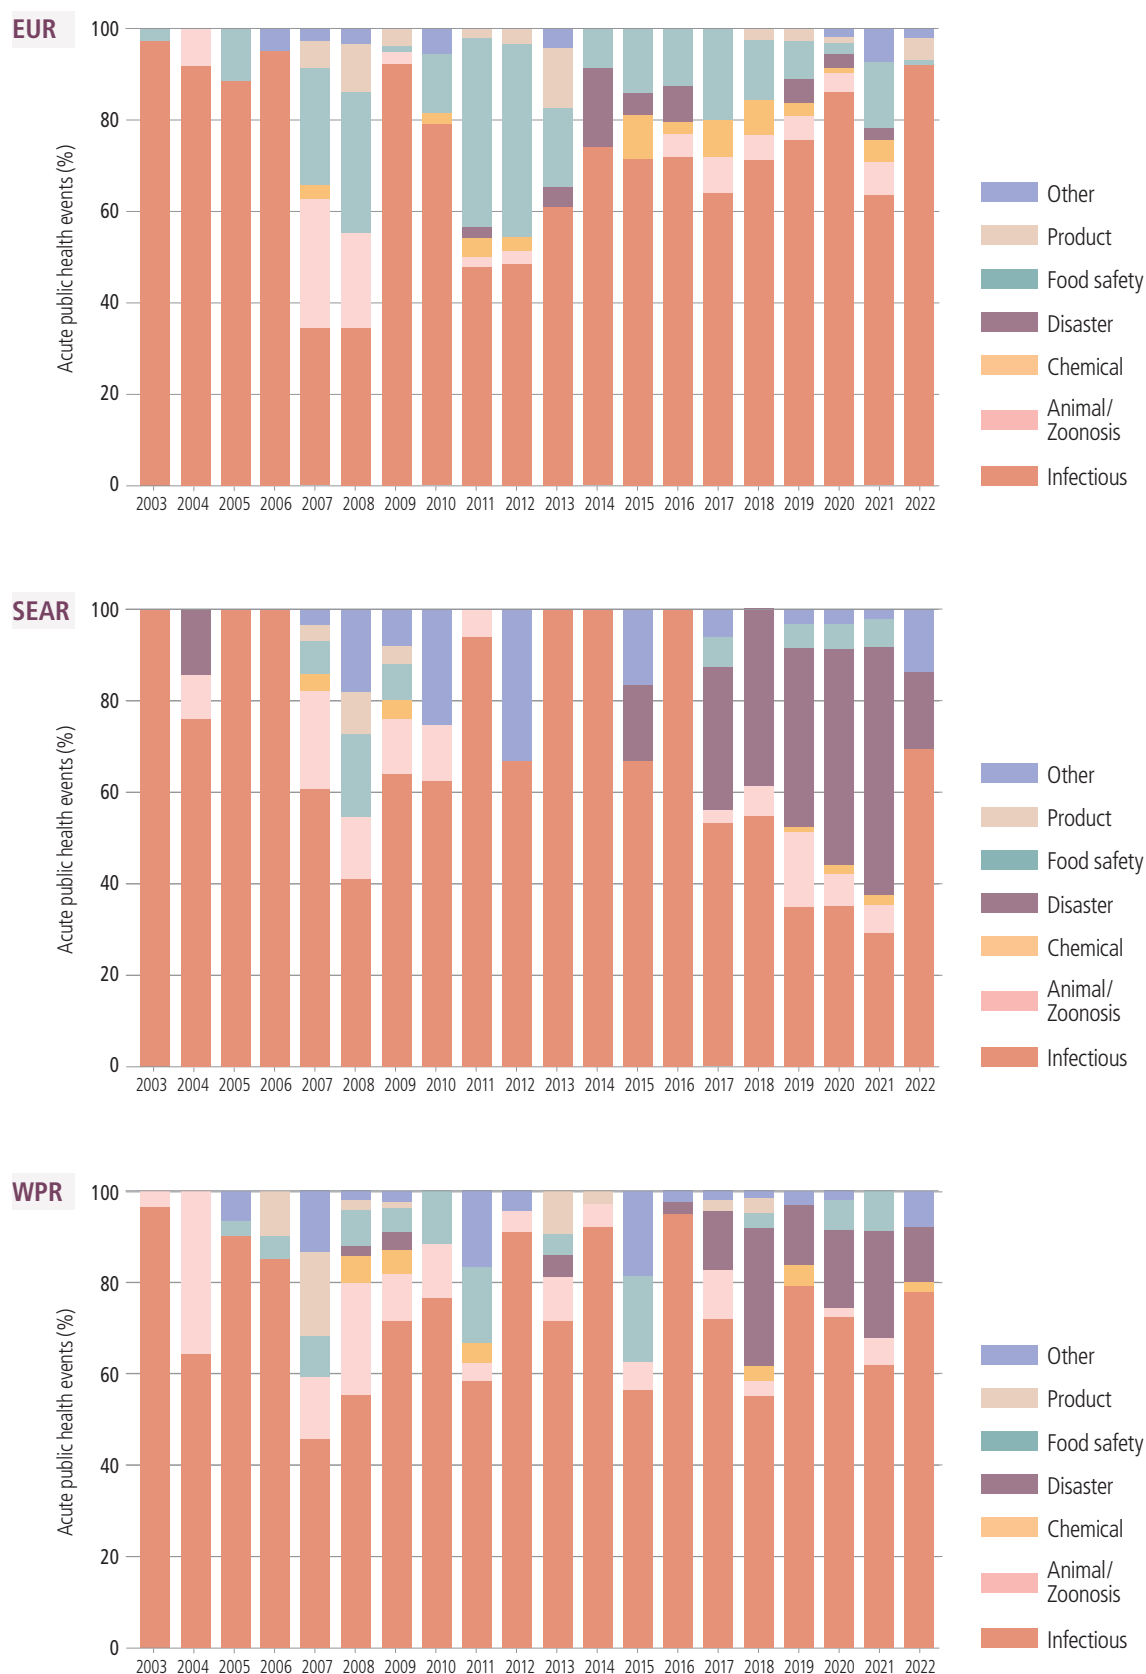 EUR
Acute public health events (%)
100
80
60
40
20
0
2003 2004 2005 2006 2007 2008 2009 2010 2011 2012 2013 2014 2015 2016 2017 2018 2019 2020 2021 2022
Other
Product
Food safety
Disaster
Chemical
Animal/
Zoonosis
Infectious
SEAR
Acute public health events (%)
100
80
60
40
20
0
2003 2004 2005 2006 2007 2008 2009 2010 2011 2012 2013 2014 2015 2016 2017 2018 2019 2020 2021 2022
Other
Product
Food safety
Disaster
Chemical
Animal/
Zoonosis
Infectious
WPR
Acute public health events (%)
100
80
60
40
20
0
2003 2004 2005 2006 2007 2008 2009 2010 2011 2012 2013 2014 2015 2016 2017 2018 2019 2020 2021 2022
Other
Product
Food safety
Disaster
Chemical
Animal/
Zoonosis
Infectious